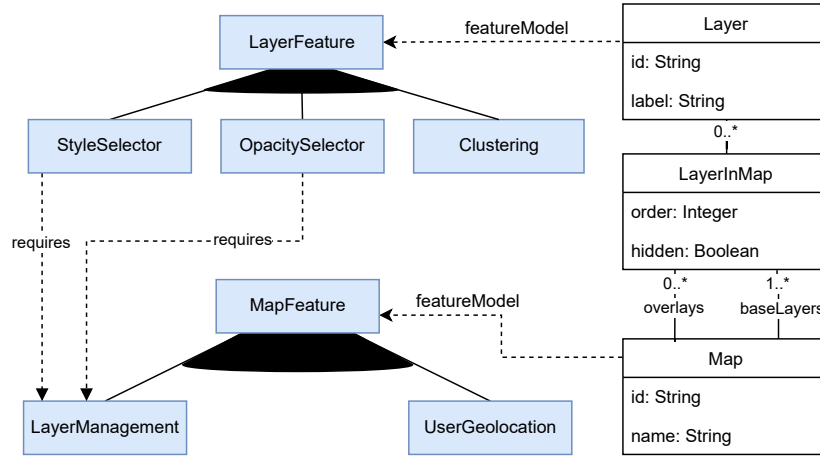 LayerFeature
featureModel
Layer
id: String
label: String
StyleSelector
OpacitySelector
Clustering
0..*
LayerInMap
order: Integer
hidden: Boolean
requires
requires
0..*
1..*
overlays
baseLayers
MapFeature
featureModel
Map
id: String
name: String
LayerManagement
UserGeolocation